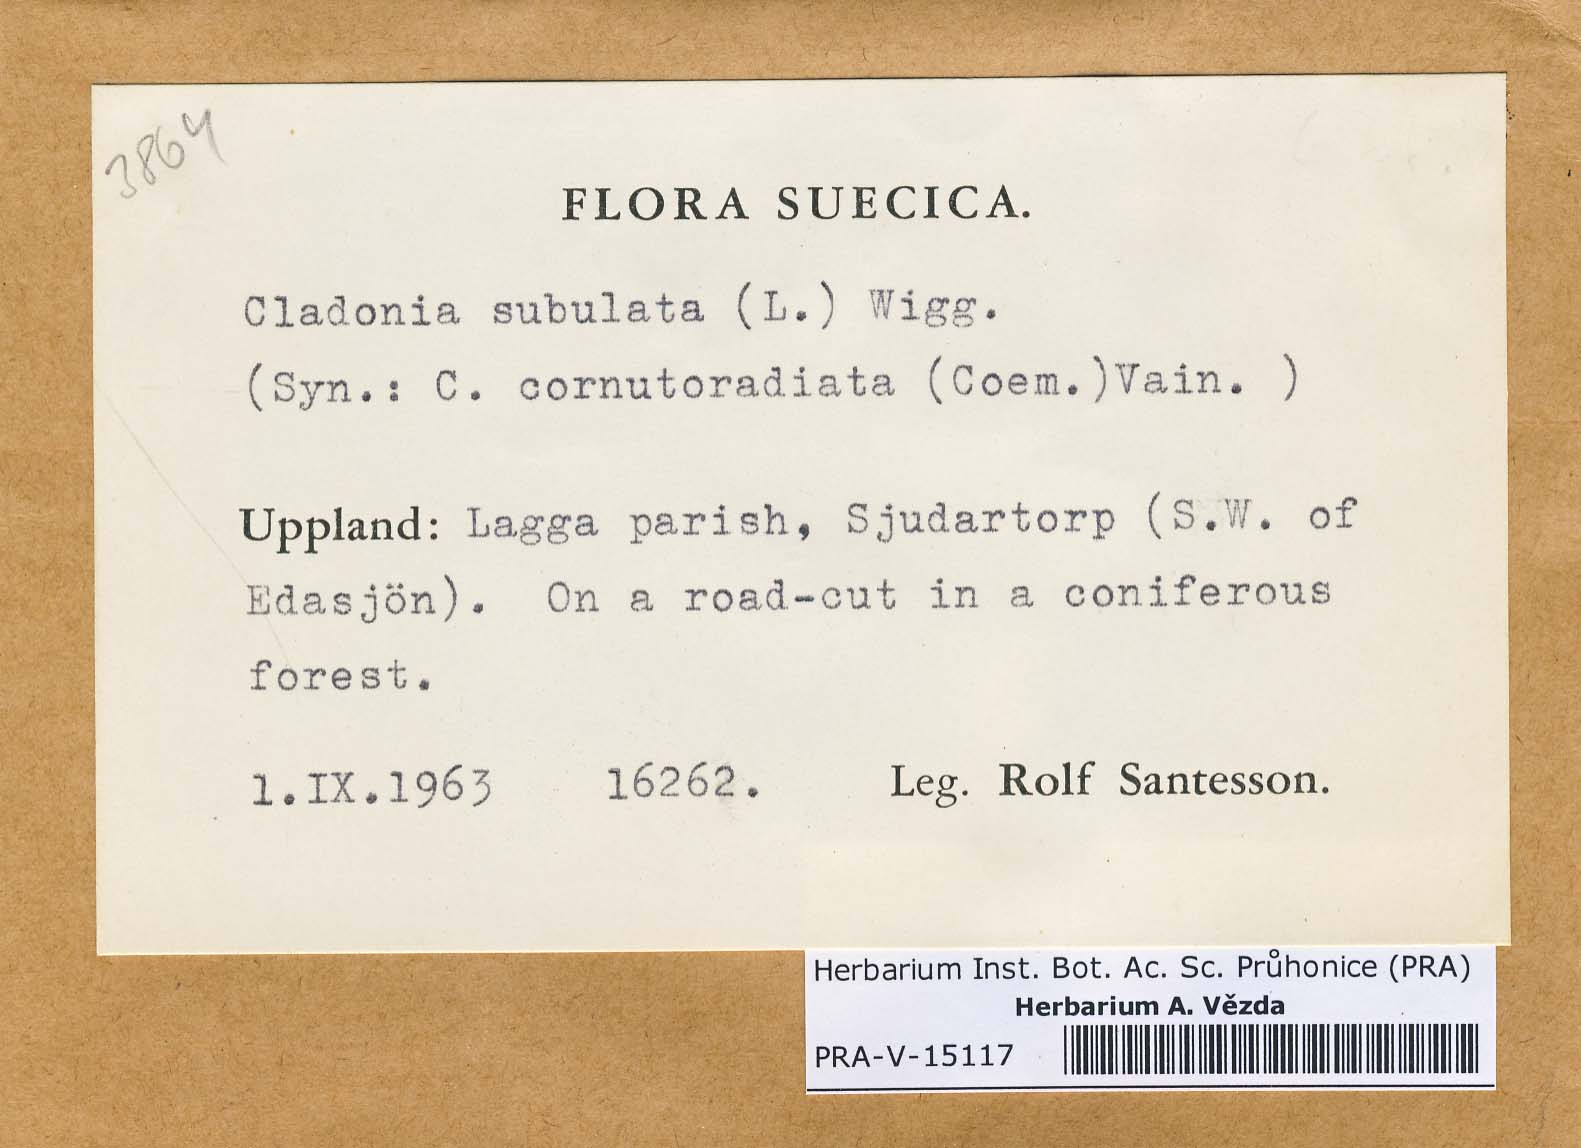 3864
FLORA SUECICA.
Cladonia subulata (L.) Wigg.
(Syn.: C. cornutoradiata (Coem.)Vain. )
Uppland: Lagga parish, Sjudartorp (S.W. of
Edasjön). On a road-cut in a coniferous
forest.
1.IX.1963 16262. Leg. Rolf Santesson.
Herbarium Inst. Bot. Ac. Sc. Průhonice (PRA)
Herbarium A. Vězda
PRA-V-15117